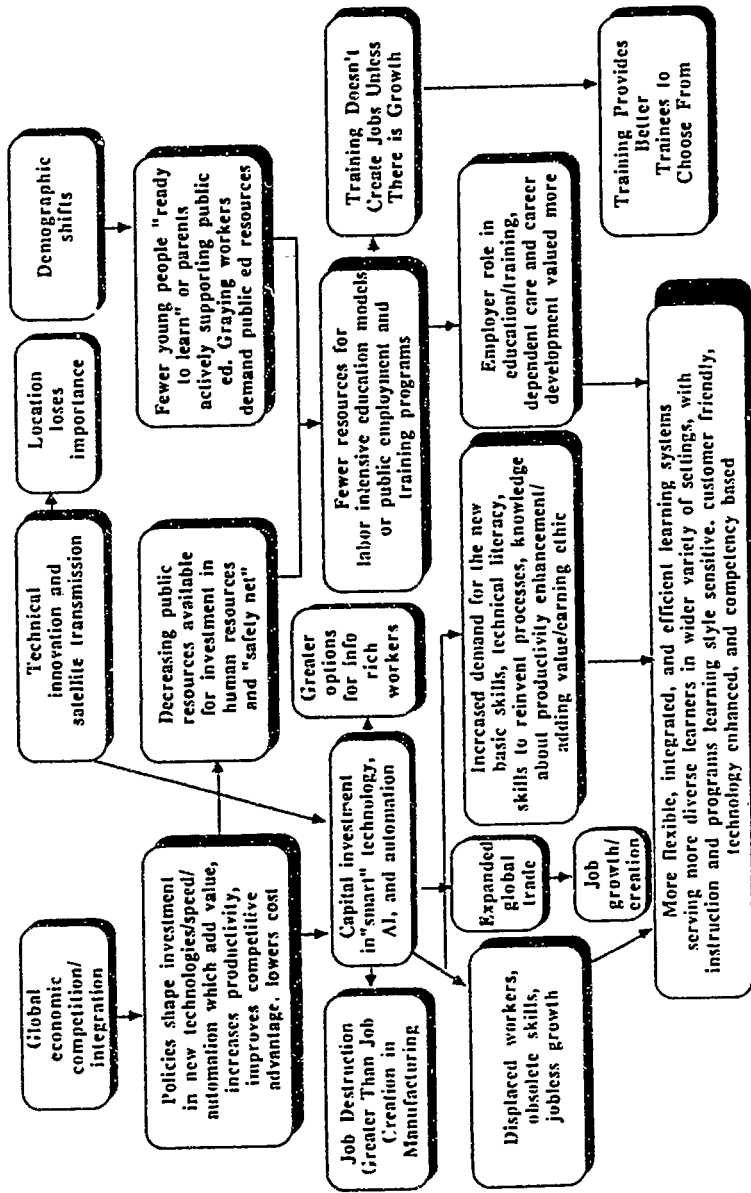 Global
economic
competition/
integration
Technical
innovation and
satellite transmission
Location
loses
importance
Demographic
shifts
Policies shape investment
in new technologies/speed/
automation which add value,
increases productivity,
improves competitive
advantage, lowers cost
Decreasing public
resources available
for investment in
human resources
and "safety net"
Fewer young people "ready
to learn" or parents
actively supporting public
ed. Graying workers
demand public ed resources
Job Destruction
Greater Than Job
Creation in
Manufacturing
Capital investment
in "smart" technology,
AI, and automation
Greater
options
for info
rich
workers
Fewer resources for
labor intensive education models
or public employment and
training programs
Training Doesn't
Create Jobs Unless
There is Growth
Displaced workers,
obsolete skills,
jobless growth
Expanded
global
trade
Job
growth/
creation
Increased demand for the new
basic skills, technical literacy,
skills to reinvent processes, knowledge
about productivity enhancement/
adding value/earning ethic
Employer role in
education/training,
dependent care and career
development valued more
Training Provides
Better
Trainees to
Choose From
More flexible, integrated, and efficient learning systems
serving more diverse learners in wider variety of settings, with
instruction and programs learning style sensitive, customer friendly,
technology enhanced, and competency based